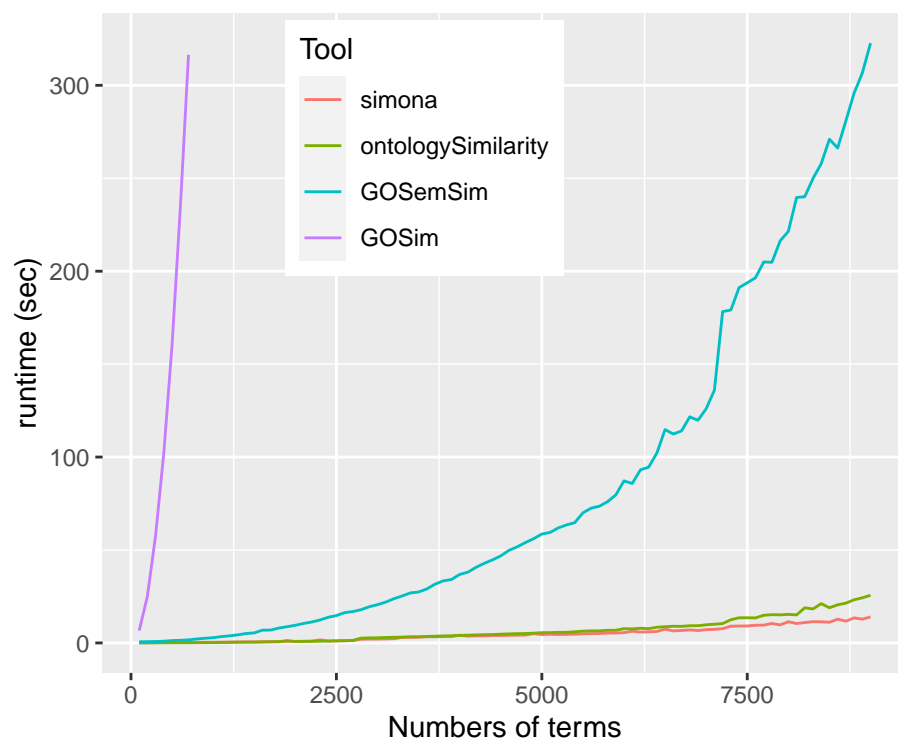 Tool
simona
ontologySimilarity
GOSemSim
GOSim
300
200
100
0
runtime (sec)
0 2500 5000 7500
Numbers of terms